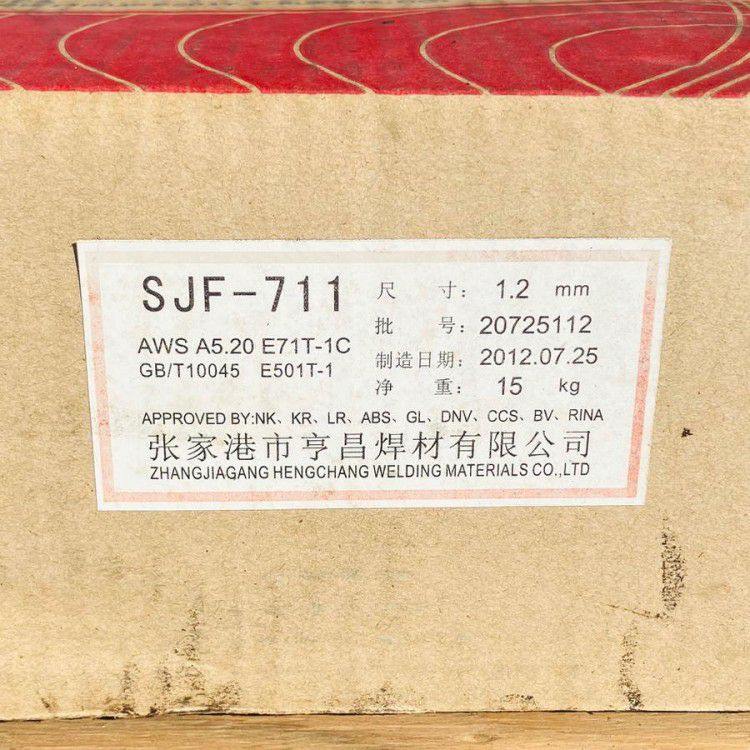 SJF-711
尺 寸: 1.2 mm
批 号: 20725112
AWS A5.20 E71T-1C
制造日期: 2012.07.25
GB/T10045 E501T-1
净 重: 15 kg
APPROVED BY:NK、KR、LR、ABS、GL、DNV、CCS、BV、RINA
张家港市亨昌焊材有限公司
ZHANGJIAGANG HENGCHANG WELDING MATERIALS CO.,LTD